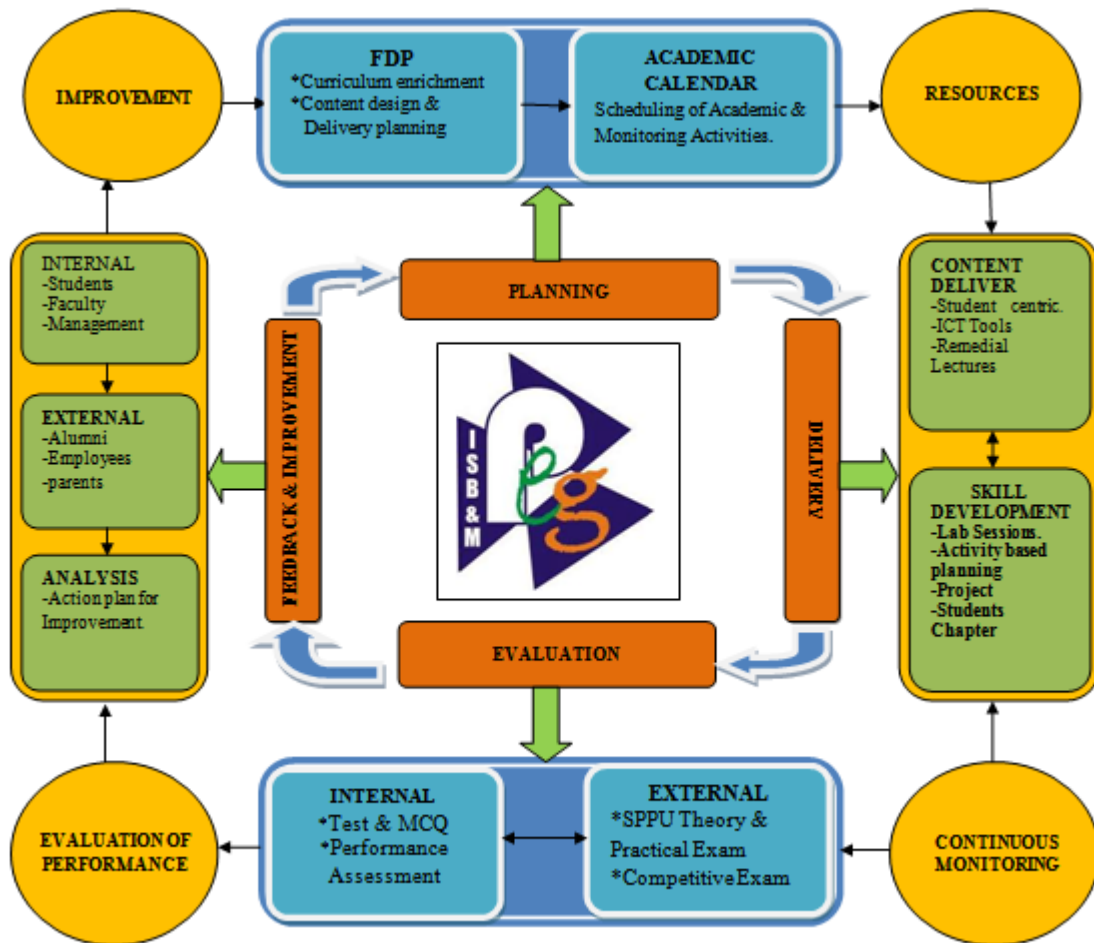 IMPROVEMENT
FDP
*Curriculum enrichment
*Content design &
Delivery planning
ACADEMIC
CALENDAR
Scheduling of Academic &
Monitoring Activities.
RESOURCES
INTERNAL
-Students
-Faculty
-Management
EXTERNAL
-Alumni
-Employees
-parents
ANALYSIS
-Action plan for
Improvement.
FEEDBACK & IMPROVEMENT
PLANNING
ISB&M
Peg
DELIVERY
EVALUATION
CONTENT
DELIVER
-Student centric.
-ICT Tools
-Remedial
Lectures
SKILL
DEVELOPMENT
-Lab Sessions.
-Activity based
planning
-Project
-Students
Chapter
EVALUATION OF
PERFORMANCE
INTERNAL
*Test & MCQ
*Performance
Assessment
EXTERNAL
*SPPU Theory &
Practical Exam
*Competitive Exam
CONTINUOUS
MONITORING